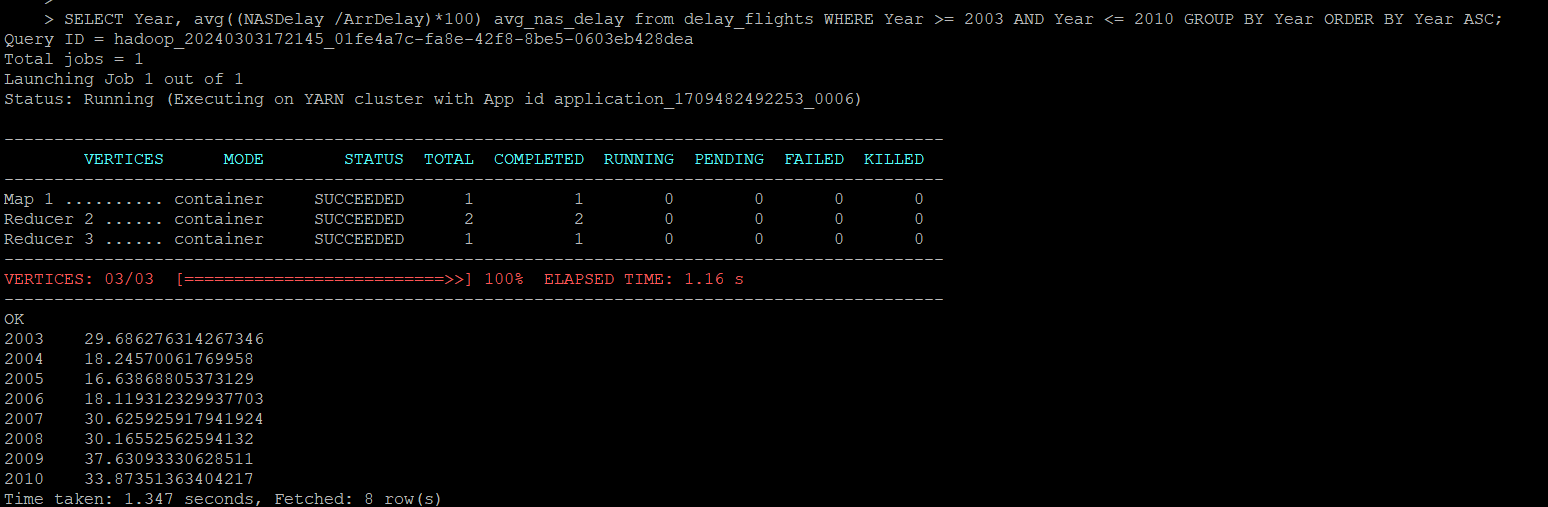 >
> SELECT Year, avg((NASDelay /ArrDelay)*100) avg_nas_delay from delay_flights WHERE Year >= 2003 AND Year <= 2010 GROUP BY Year ORDER BY Year ASC;
Query ID = hadoop_20240303172145_01fe4a7c-fa8e-42f8-8be5-0603eb428dea
Total jobs = 1
Launching Job 1 out of 1
Status: Running (Executing on YARN cluster with App id application_1709482492253_0006)
----------------------------------------------------------------------------------------------
VERTICES MODE STATUS TOTAL COMPLETED RUNNING PENDING FAILED KILLED
----------------------------------------------------------------------------------------------
Map 1 .......... container SUCCEEDED 1 1 0 0 0 0
Reducer 2 ...... container SUCCEEDED 2 2 0 0 0 0
Reducer 3 ...... container SUCCEEDED 1 1 0 0 0 0
----------------------------------------------------------------------------------------------
VERTICES: 03/03 [==========================>>] 100% ELAPSED TIME: 1.16 s
----------------------------------------------------------------------------------------------
OK
2003 29.686276314267346
2004 18.24570061769958
2005 16.63868805373129
2006 18.119312329937703
2007 30.625925917941924
2008 30.16552562594132
2009 37.63093330628511
2010 33.87351363404217
Time taken: 1.347 seconds, Fetched: 8 row(s)